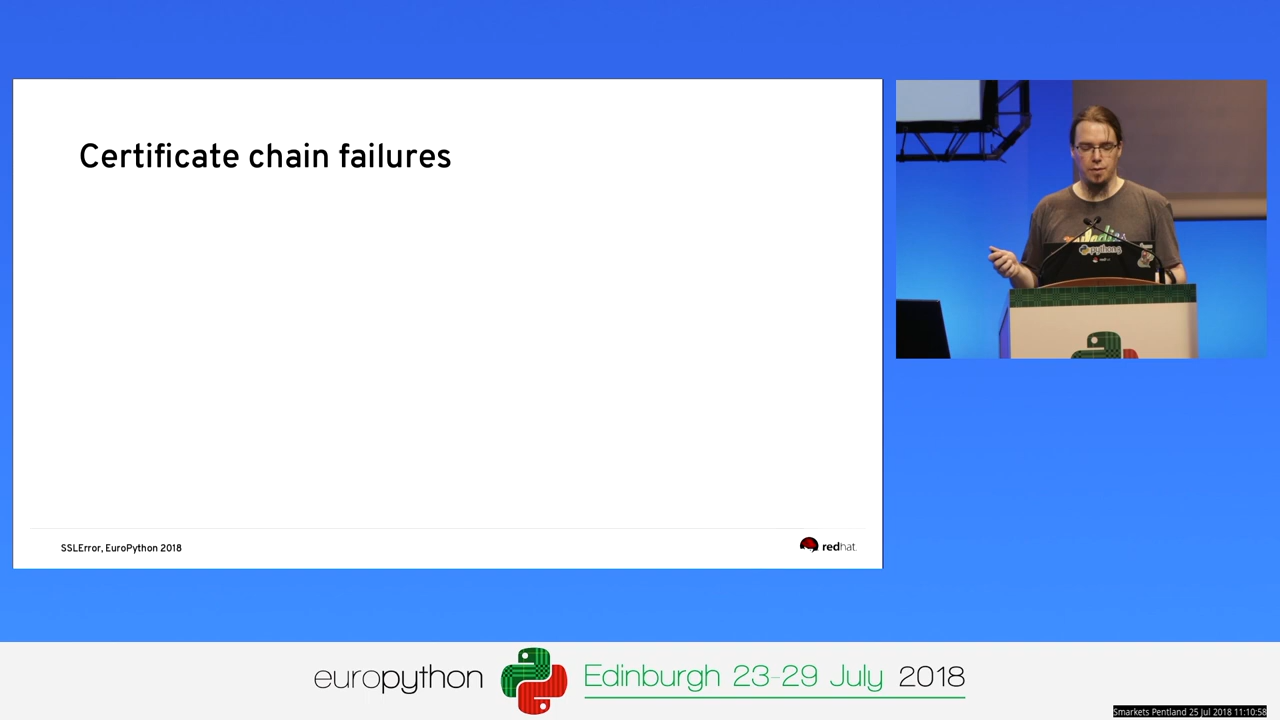 Certificate chain failures
SSLError, EuroPython 2018
redhat.
europython
Edinburgh 23-29 July 2018
Smarkets Pentland 25 Jul 2018 11:10:58